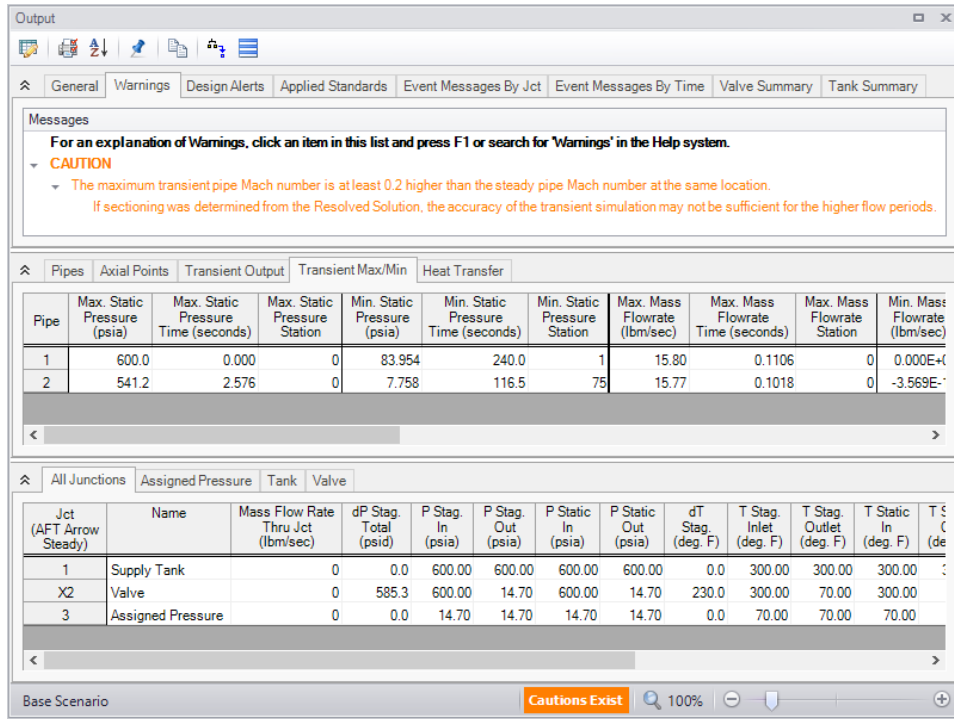 Output
General Warnings Design Alerts Applied Standards Event Messages By Jct Event Messages By Time Valve Summary Tank Summary
Messages
For an explanation of Warnings, click an item in this list and press F1 or search for 'Warnings' in the Help system.
CAUTION
The maximum transient pipe Mach number is at least 0.2 higher than the steady pipe Mach number at the same location.
If sectioning was determined from the Resolved Solution, the accuracy of the transient simulation may not be sufficient for the higher flow periods.
Pipes Axial Points Transient Output Transient Max/Min Heat Transfer
Max. Static Max. Static Max. Static Min. Static Min. Static Min. Static Max. Mass Max. Mass Max. Mass Min. Mass
Pipe Pressure Pressure Pressure Pressure Pressure Pressure Flowrate Flowrate Flowrate Flowrate
(psia) Time (seconds) Station (psia) Time (seconds) Station (lbm/sec) Time (seconds) Station (lbm/sec)
1 600.0 0.000 0 83.954 240.0 1 15.80 0.1106 0 0.000E+0
2 541.2 2.576 0 7.758 116.5 75 15.77 0.1018 0 -3.569E-1
All Junctions Assigned Pressure Tank Valve
Jct Name Mass Flow Rate dP Stag. P Stag. P Stag. P Static P Static dT T Stag. T Stag. T Static T S
(AFT Arrow Thru Jct Total In Out In Out Stag. Inlet Outlet In
Steady) (lbm/sec) (psid) (psia) (psia) (psia) (psia) (deg. F) (deg. F) (deg. F) (deg. F) (de
1 Supply Tank 0 0.0 600.00 600.00 600.00 600.00 0.0 300.00 300.00 300.00
X2 Valve 0 585.3 600.00 14.70 600.00 14.70 230.0 300.00 70.00 300.00
3 Assigned Pressure 0 0.0 14.70 14.70 14.70 14.70 0.0 70.00 70.00 70.00
Base Scenario Cautions Exist 100%